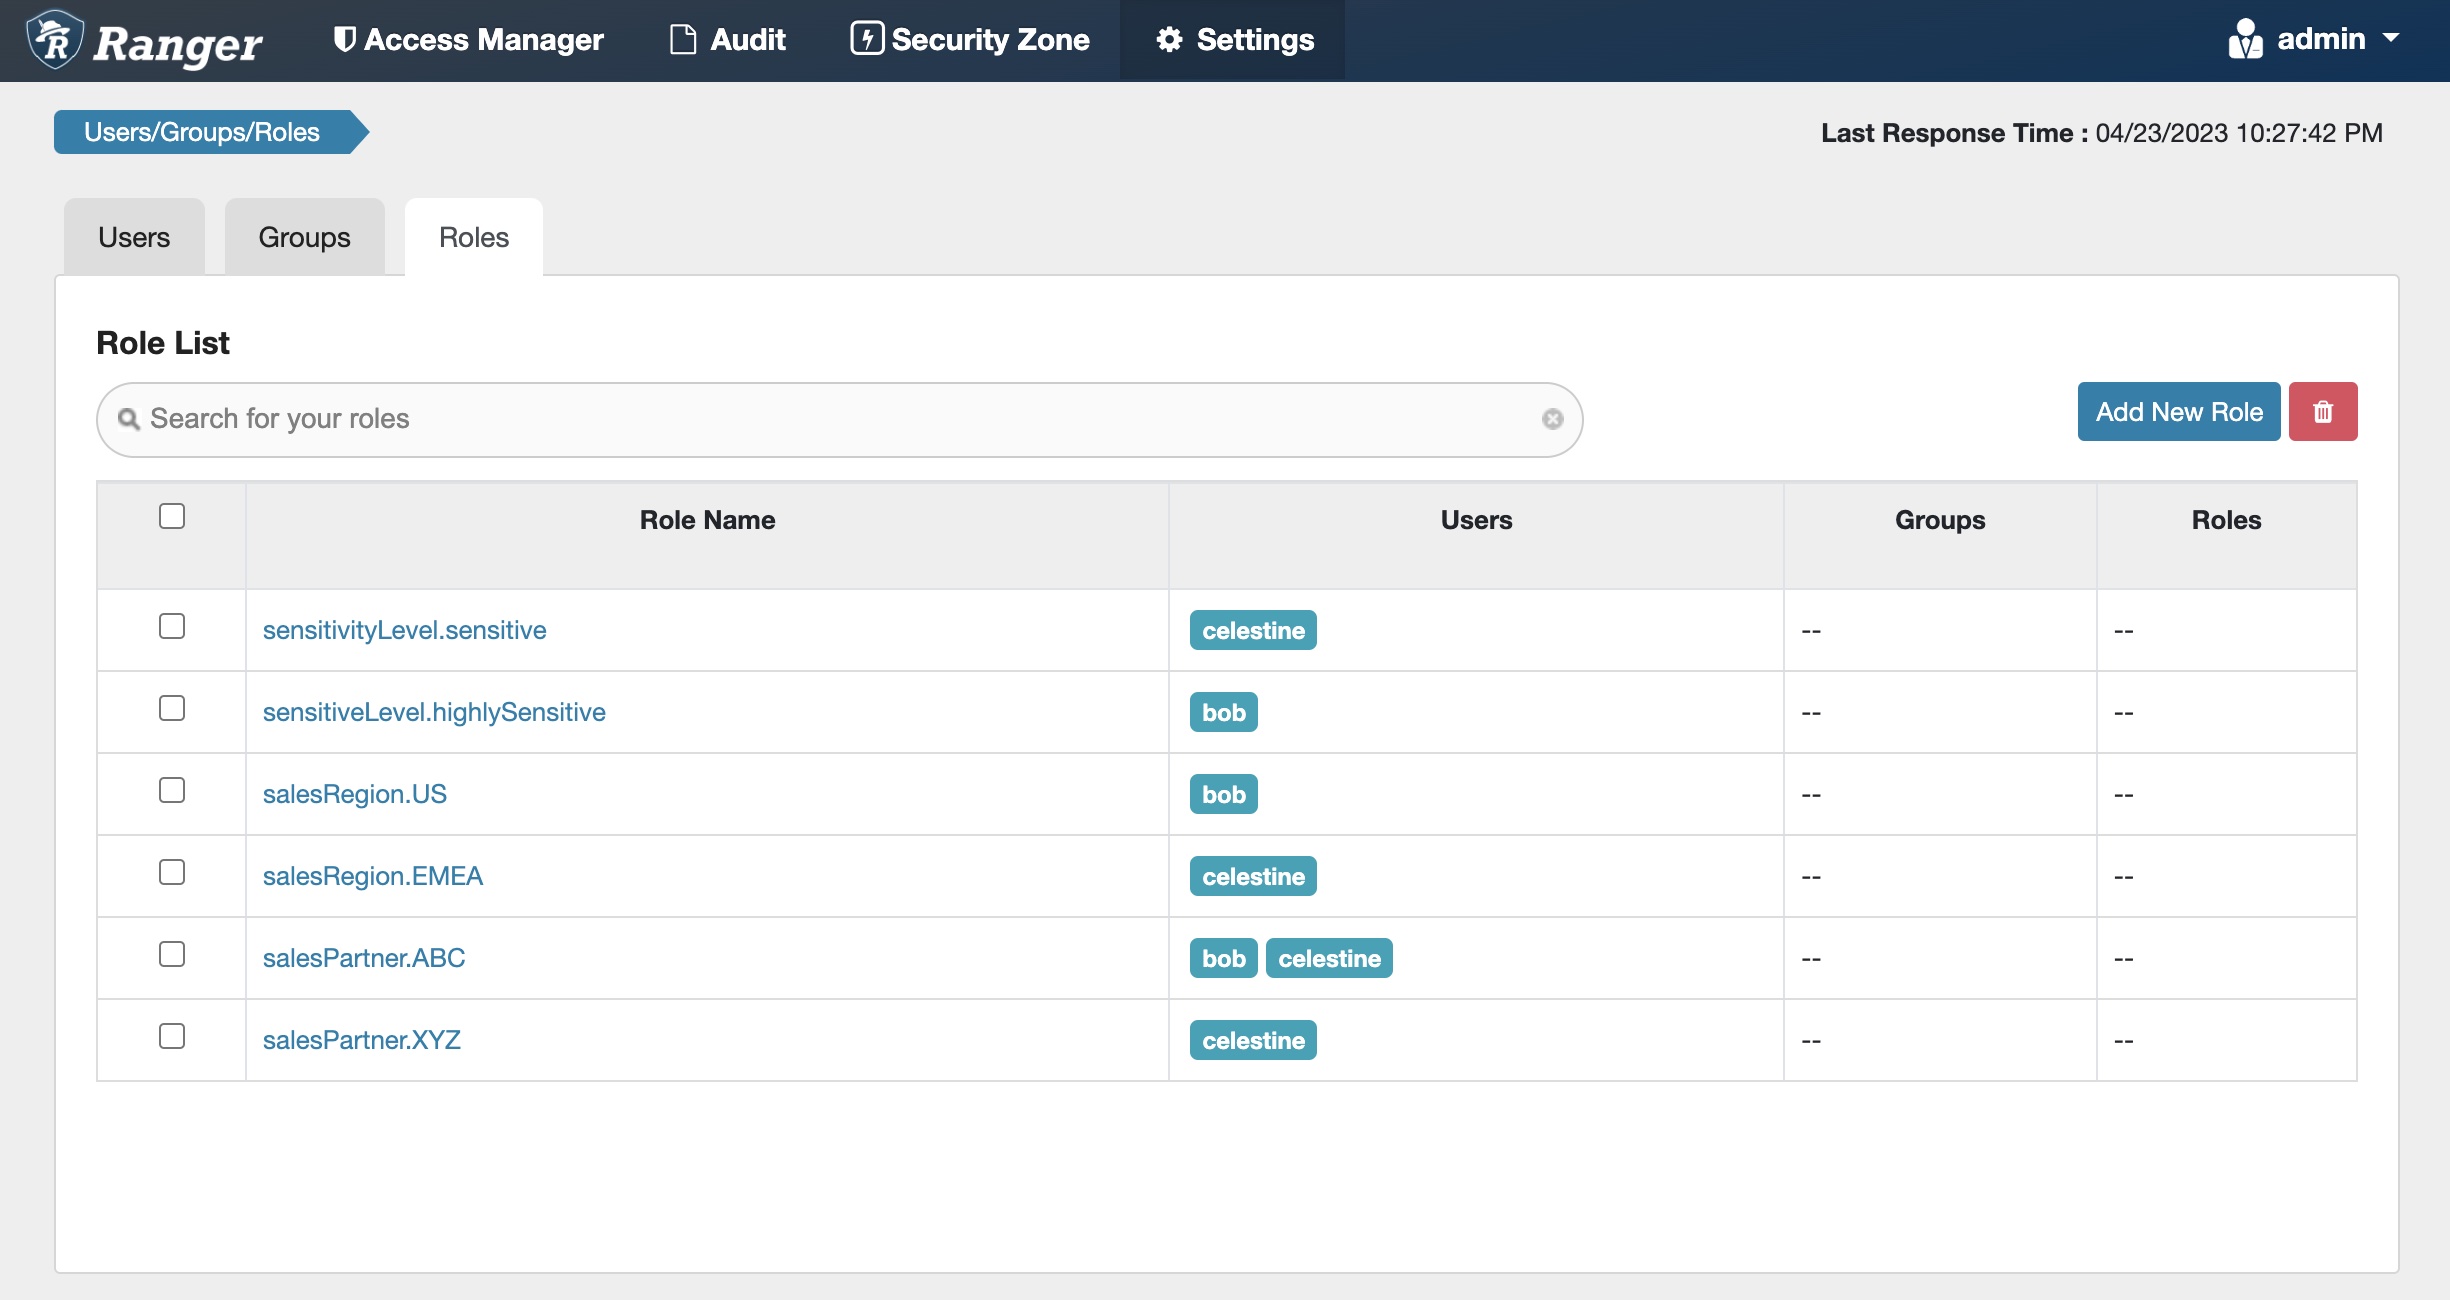 Ranger Access Manager Audit Security Zone Settings admin
Users/Groups/Roles Last Response Time : 04/23/2023 10:27:42 PM
Users Groups Roles
Role List
Search for your roles Add New Role
Role Name Users Groups Roles
sensitivityLevel.sensitive celestine -- --
sensitiveLevel.highlySensitive bob -- --
salesRegion.US bob -- --
salesRegion.EMEA celestine -- --
salesPartner.ABC bob celestine -- --
salesPartner.XYZ celestine -- --